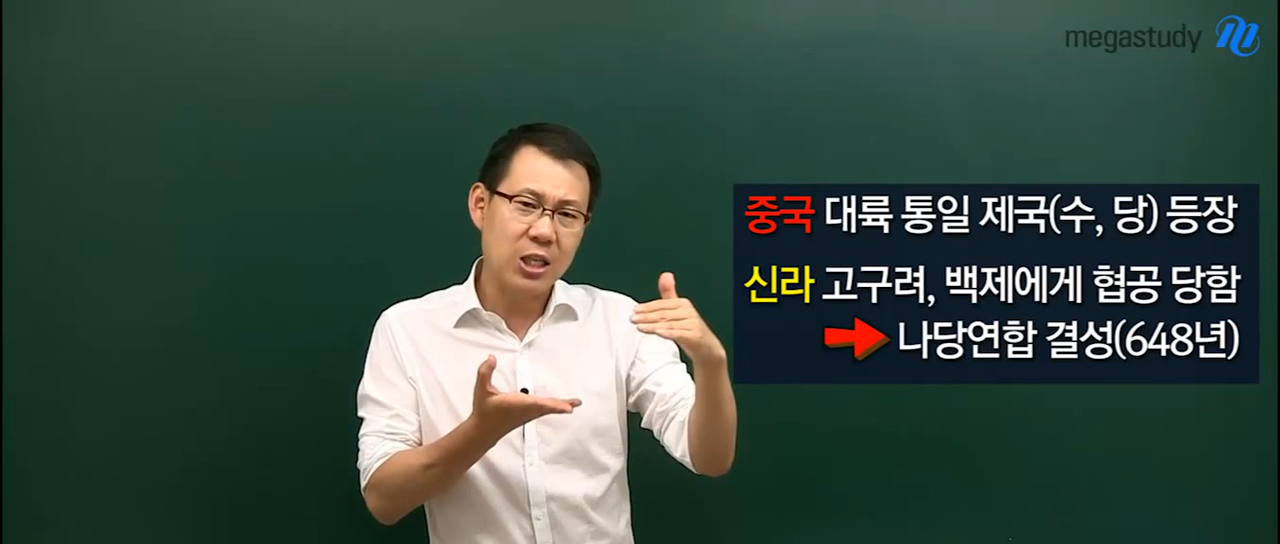 megastudy
중국 대륙 통일 제국(수, 당) 등장
신라 고구려, 백제에게 협공 당함
나당연합 결성(648년)